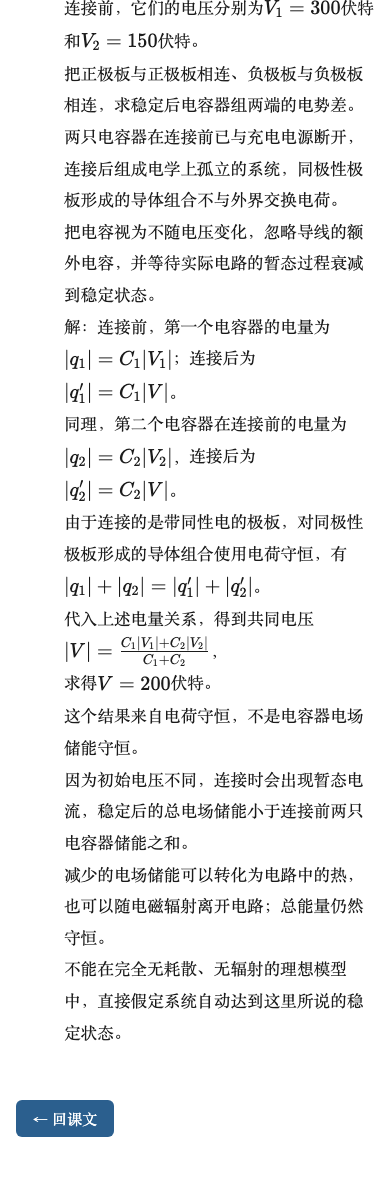 连接前，它们的电压分别为V₁ = 300伏特
和V₂ = 150伏特。
把正极板与正极板相连、负极板与负极板
相连，求稳定后电容器组两端的电势差。
两只电容器在连接前已与充电电源断开，
连接后组成电学上孤立的系统，同极性极
板形成的导体组合不与外界交换电荷。
把电容视为不随电压变化，忽略导线的额
外电容，并等待实际电路的暂态过程衰减
到稳定状态。
解：连接前，第一个电容器的电量为
|q₁| = C₁|V₁|；连接后为
|q₁′| = C₁|V|。
同理，第二个电容器在连接前的电量为
|q₂| = C₂|V₂|，连接后为
|q₂′| = C₂|V|。
由于连接的是带同性电的极板，对同极性
极板形成的导体组合使用电荷守恒，有
|q₁| + |q₂| = |q₁′| + |q₂′|。
代入上述电量关系，得到共同电压
|V| = \frac{C₁|V₁|+C₂|V₂|}{C₁+C₂}，
求得V = 200伏特。
这个结果来自电荷守恒，不是电容器电场
储能守恒。
因为初始电压不同，连接时会出现暂态电
流，稳定后的总电场储能小于连接前两只
电容器储能之和。
减少的电场储能可以转化为电路中的热，
也可以随电磁辐射离开电路；总能量仍然
守恒。
不能在完全无耗散、无辐射的理想模型
中，直接假定系统自动达到这里所说的稳
定状态。
← 回课文